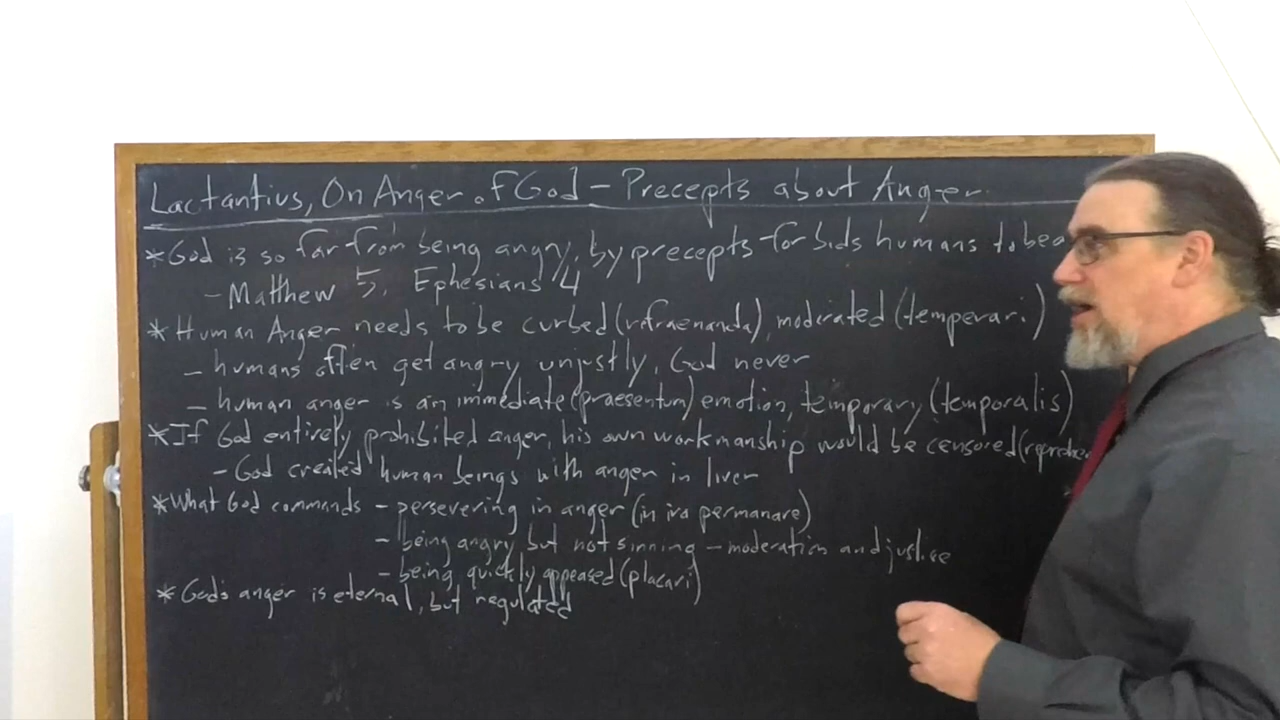 Lactantius, On Anger of God - Precepts about Anger
*God is so far from being angry, by precepts forbids humans to be a
- Matthew 5, Ephesians 4
* Human Anger needs to be curbed (refraenanda), moderated (temperari)
- humans often get angry unjustly, God never
- human anger is an immediate (praesentum) emotion, temporary (temporalis)
*If God entirely prohibited anger, his own workmanship would be censored (reprehen
- God created human beings with anger in liver
*What God commands - persevering in anger (in ira permanare)
- being angry but not sinning - moderation and justice
- being quickly appeased (placari)
* God's anger is eternal, but regulated